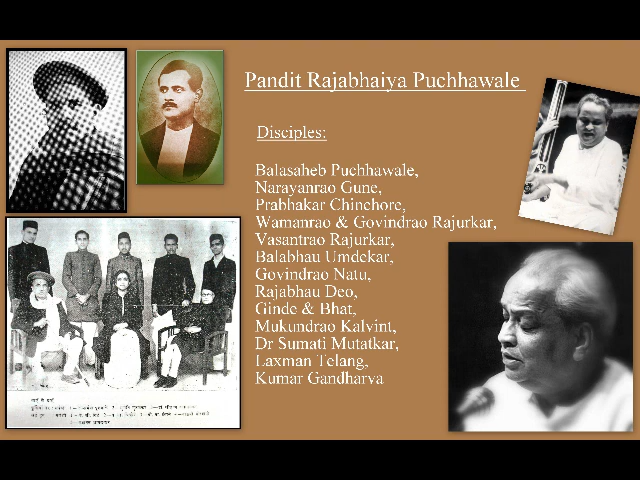 Pandit Rajabhaiya Puchhawale
Disciples:
Balasaheb Puchhawale,
Narayanrao Gune,
Prabhakar Chinchore,
Wamanrao & Govindrao Rajurkar,
Vasantrao Rajurkar,
Balabhau Umdekar,
Govindrao Natu,
Rajabhau Deo,
Ginde & Bhat,
Mukundrao Kalvint,
Dr Sumati Mutatkar,
Laxman Telang,
Kumar Gandharva